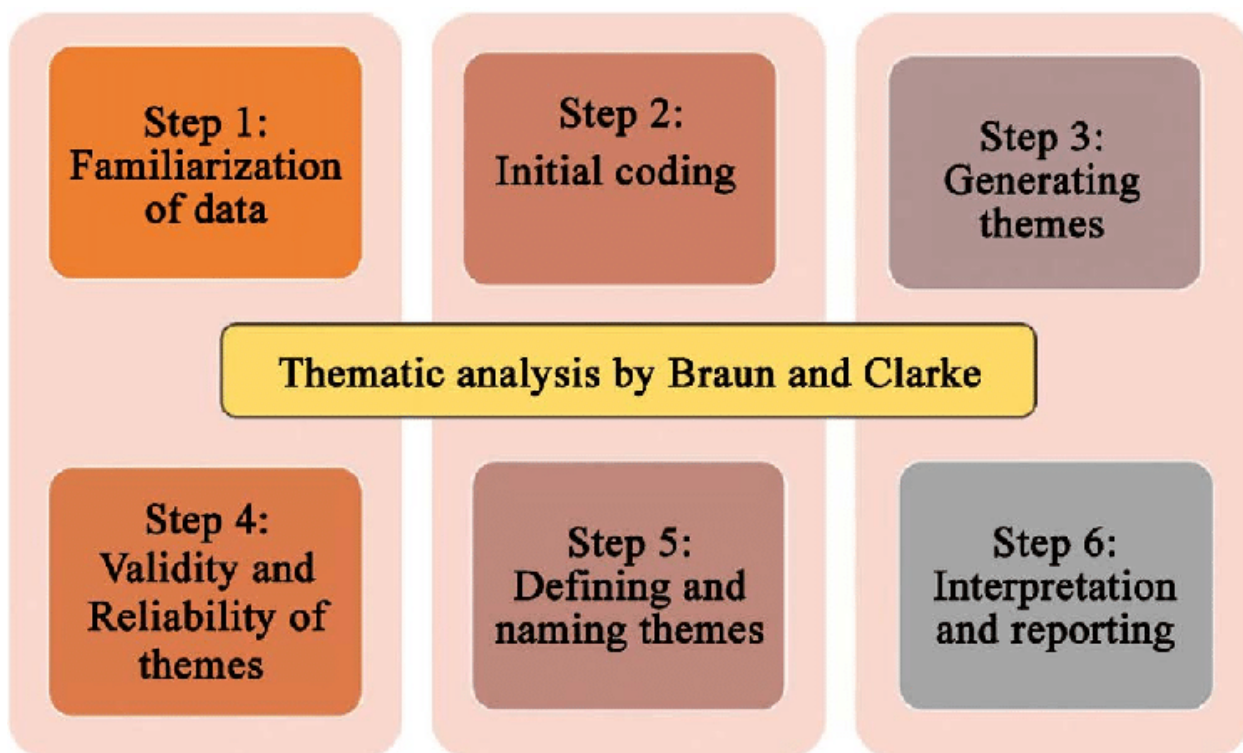 Step 1:
Familiarization
of data
Step 2:
Initial coding
Step 3:
Generating
themes
Thematic analysis by Braun and Clarke
Step 4:
Validity and
Reliability of
themes
Step 5:
Defining and
naming themes
Step 6:
Interpretation
and reporting